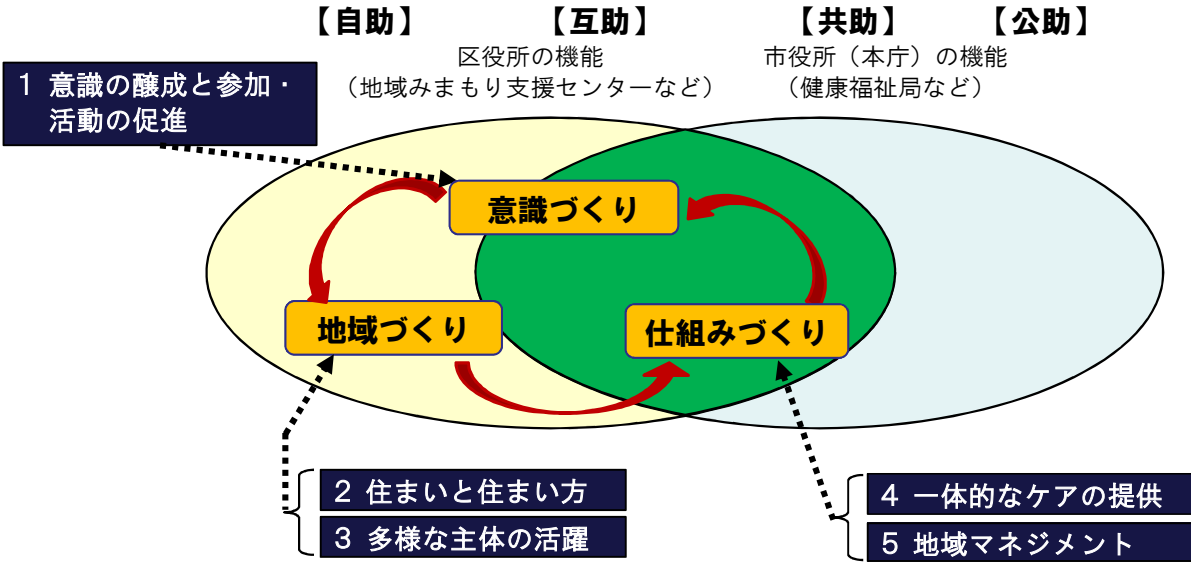 【自助】 【互助】 【共助】 【公助】
区役所の機能
（地域みまもり支援センターなど）
市役所（本庁）の機能
（健康福祉局など）
1 意識の醸成と参加・
活動の促進
意識づくり
地域づくり
仕組みづくり
2 住まいと住まい方
3 多様な主体の活躍
4 一体的なケアの提供
5 地域マネジメント